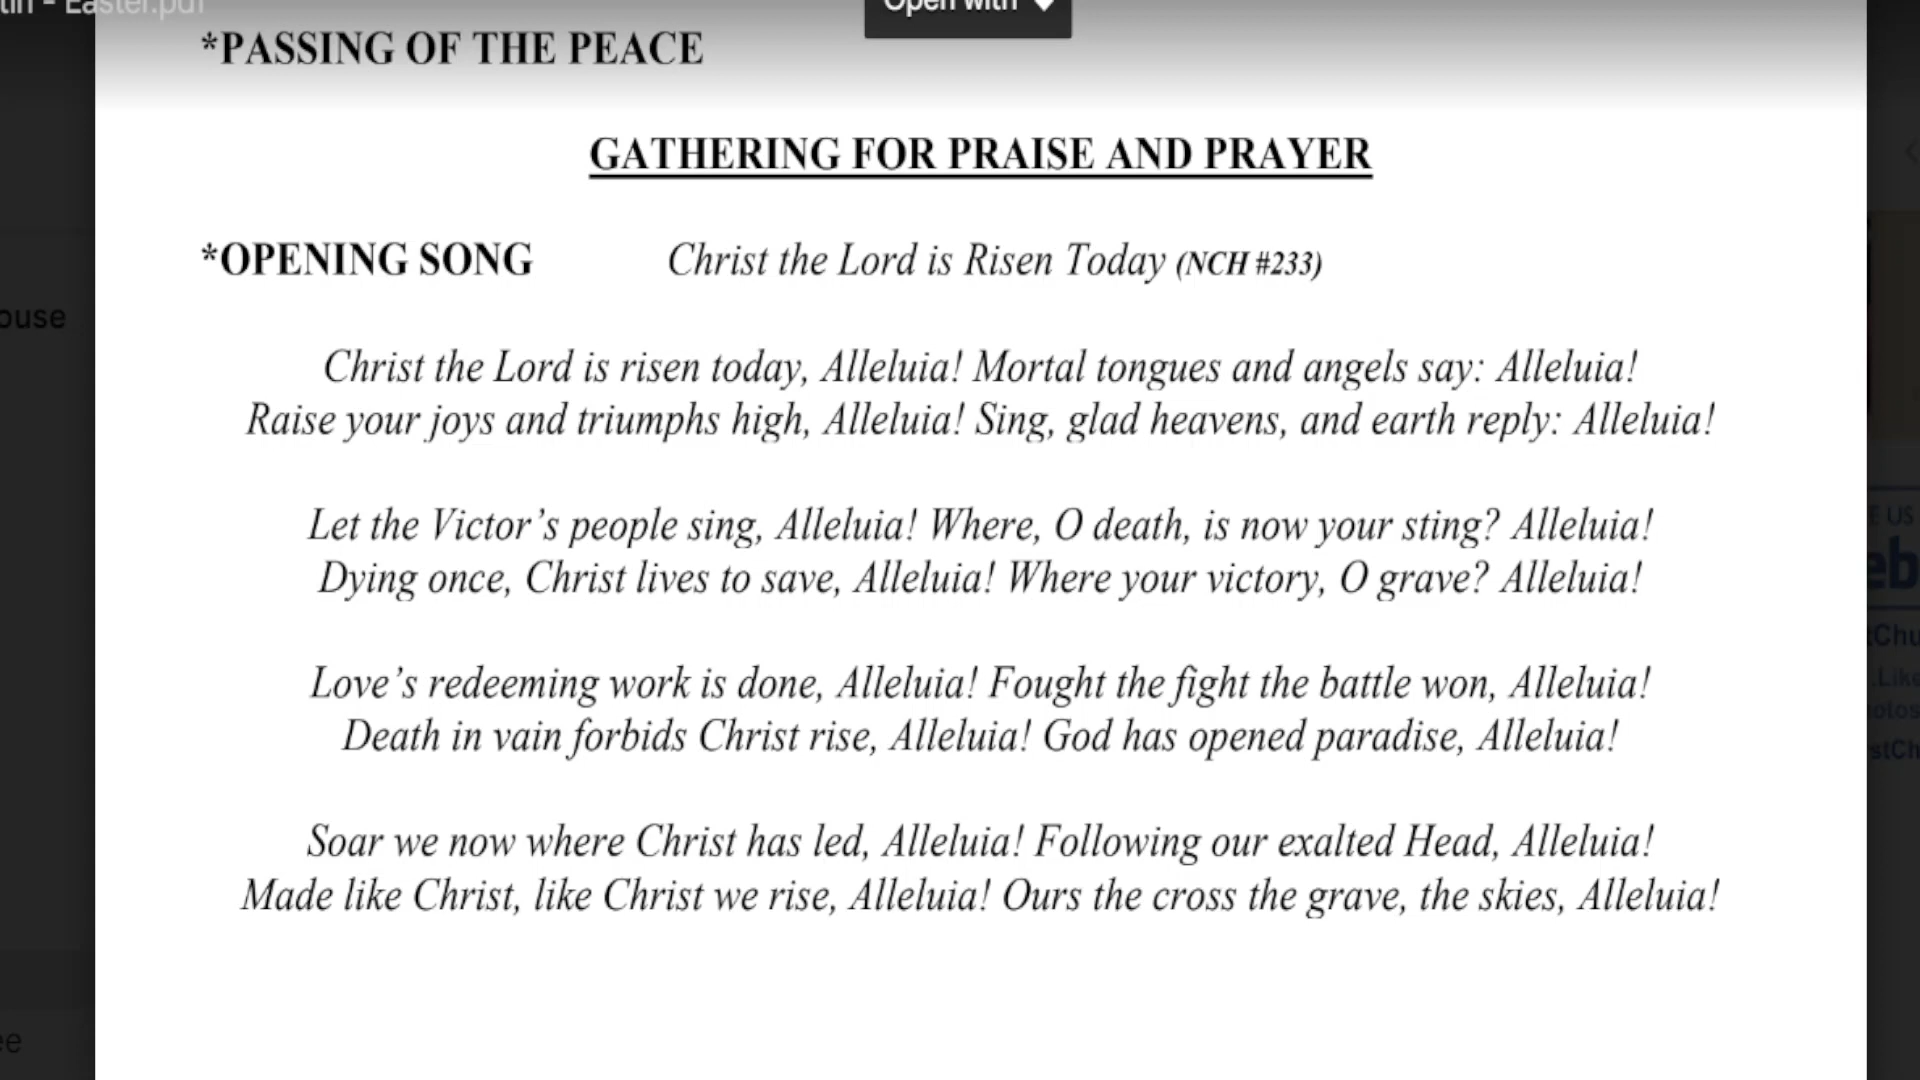 Easter.pdf
Open with
*PASSING OF THE PEACE
GATHERING FOR PRAISE AND PRAYER
*OPENING SONG Christ the Lord is Risen Today (NCH #233)
Christ the Lord is risen today, Alleluia! Mortal tongues and angels say: Alleluia!
Raise your joys and triumphs high, Alleluia! Sing, glad heavens, and earth reply: Alleluia!
Let the Victor’s people sing, Alleluia! Where, O death, is now your sting? Alleluia!
Dying once, Christ lives to save, Alleluia! Where your victory, O grave? Alleluia!
Love’s redeeming work is done, Alleluia! Fought the fight the battle won, Alleluia!
Death in vain forbids Christ rise, Alleluia! God has opened paradise, Alleluia!
Soar we now where Christ has led, Alleluia! Following our exalted Head, Alleluia!
Made like Christ, like Christ we rise, Alleluia! Ours the cross the grave, the skies, Alleluia!